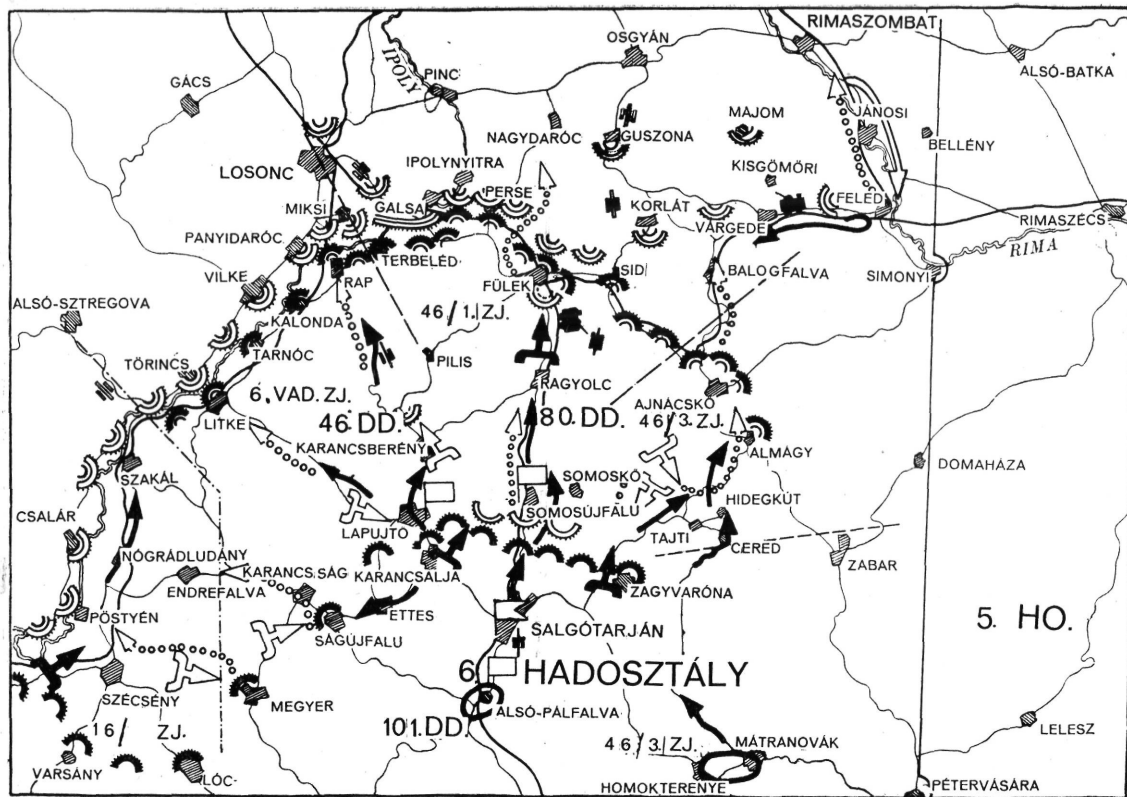 RIMASZOMBAT
OSGYÁN
ALSÓ-BATKA
IPOLY
PINC
GÁCS
MAJOM
JÁNOSI
NAGYDARÓC
GUSZONA
BELLÉNY
LOSONC
IPOLYNYITRA
KISGÖMÖRI
PERSE
FELED
MIKSI
GALSA
KORLÁT
VÁRGEDE
RIMASZÉCS
PANYIDARÓC
TERBELÉD
RIMA
VILKE
RAP
FÜLEK
SID
BALOGFALVA
SIMONYI
ALSÓ-SZTREGOVA
KALONDA
46/1. ZJ.
TARNÓC
PILIS
TÖRINCS
RAGYOLC
6. VAD. ZJ.
AJNÁCSKŐ
LITKE
46. DD.
80. DD.
46/3. ZJ.
KARANCSBERÉNY
ALMÁGY
DOMAHÁZA
SZAKÁL
SOMOSKŐ
HIDEGKÚT
CSALÁR
SOMOSÚJFALU
LAPUJTŐ
TAJTI
CERED
NÓGRÁDLUDÁNY
ZABAR
ENDREFALVA
KARANCS.SÁG
KARANCSALJA
ZAGYVARÓNA
PÖSTYÉN
ETTES
SÁGÚJFALU
SALGÓTARJÁN
5. HO.
6. HADOSZTÁLY
SZÉCSÉNY
MEGYER
ALSÓ-PÁLFALVA
LELESZ
16/ ZJ.
101. DD.
46/3/ZJ.
MÁTRANOVÁK
VARSÁNY
LÓC
HOMOKTERENYE
PÉTERVÁSÁRA